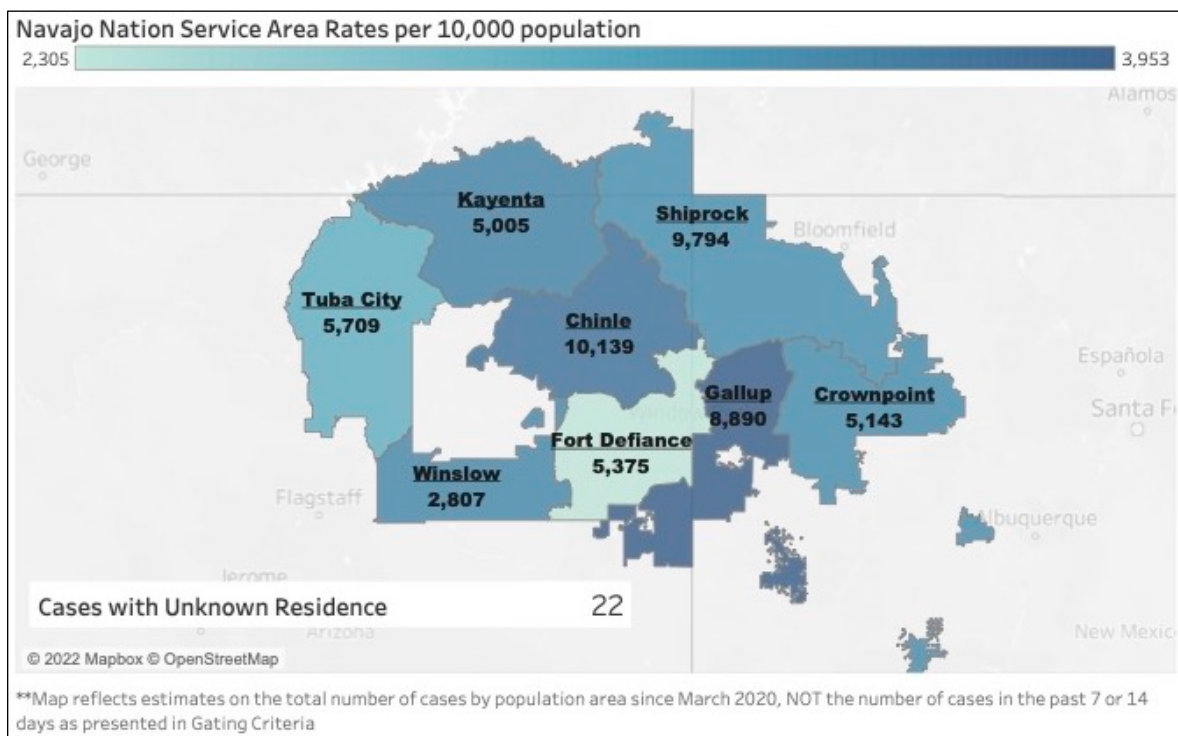 Navajo Nation Service Area Rates per 10,000 population
2,305
3,953
Alamos
George
Kayenta
5,005
Shiprock
9,794
Bloomfield
Tuba City
5,709
Chinle
10,139
Española
Gallup
8,890
Crownpoint
5,143
Santa F
Window
Fort Defiance
5,375
Winslow
2,807
Flagstaff
Albuquerque
Jerome
Cases with Unknown Residence 22
Arizona
New Mexic
© 2022 Mapbox © OpenStreetMap
**Map reflects estimates on the total number of cases by population area since March 2020, NOT the number of cases in the past 7 or 14
days as presented in Gating Criteria